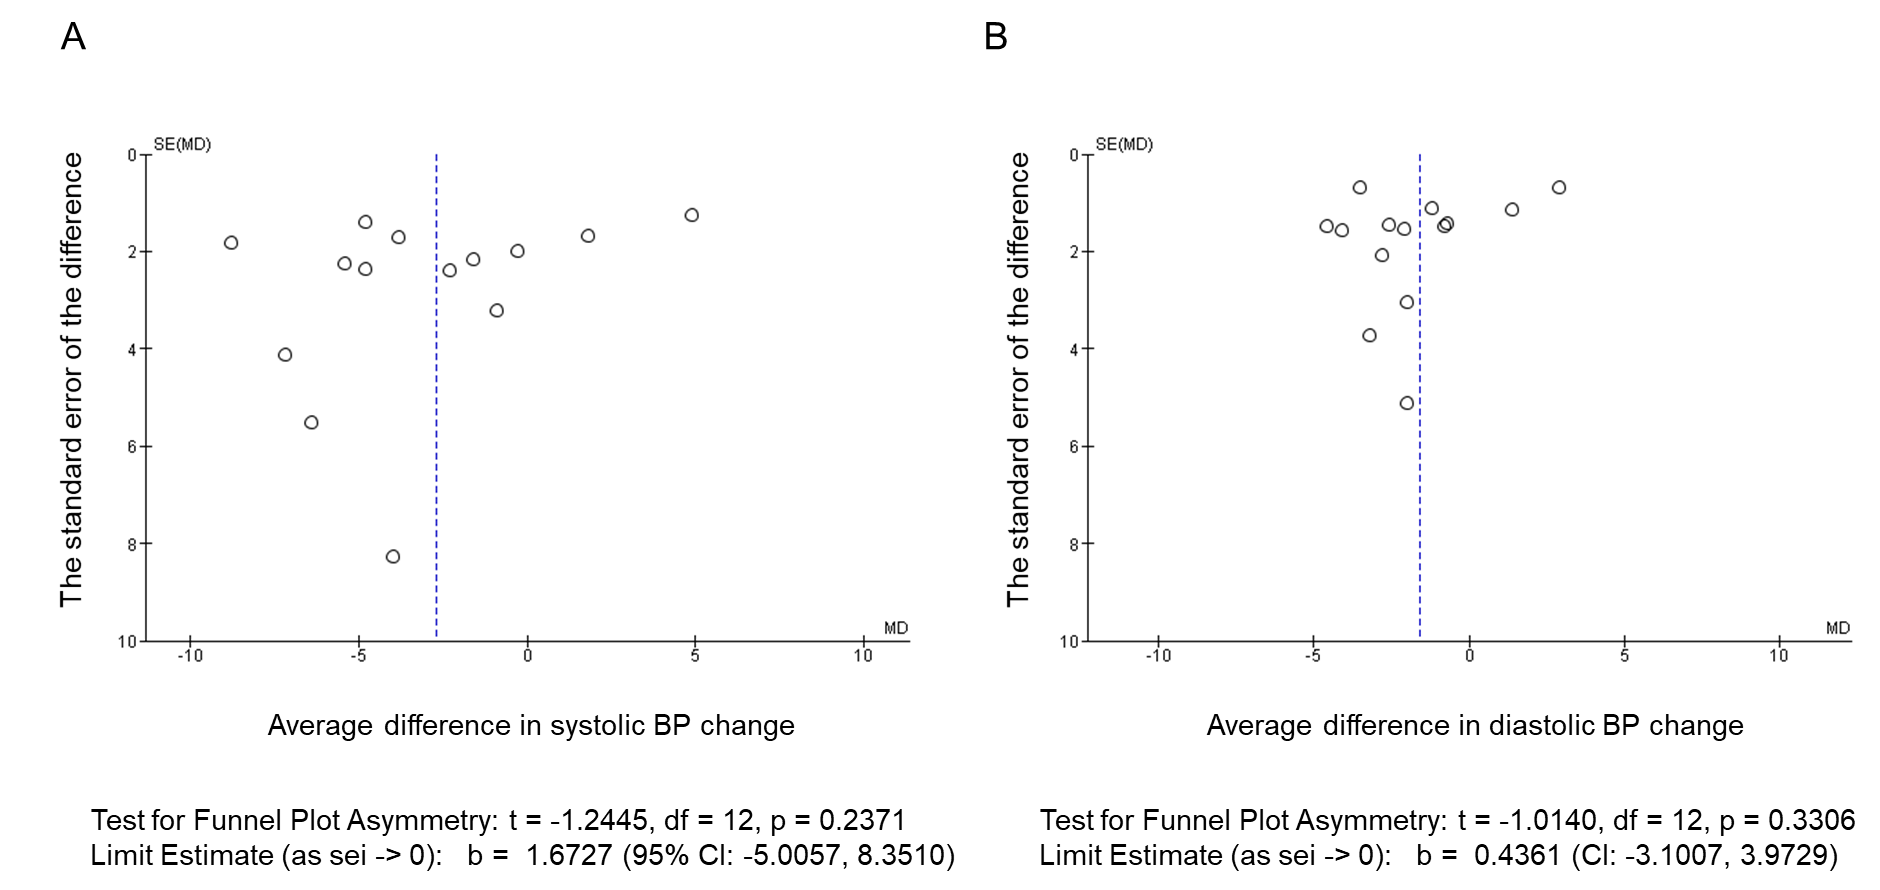 A
B
SE(MD)
0
2
4
6
8
10
-10
-5
0
5
10
MD
The standard error of the difference
Average difference in systolic BP change
Test for Funnel Plot Asymmetry: t = -1.2445, df = 12, p = 0.2371
Limit Estimate (as sei -> 0): b = 1.6727 (95% CI: -5.0057, 8.3510)
SE(MD)
0
2
4
6
8
10
-10
-5
0
5
10
MD
The standard error of the difference
Average difference in diastolic BP change
Test for Funnel Plot Asymmetry: t = -1.0140, df = 12, p = 0.3306
Limit Estimate (as sei -> 0): b = 0.4361 (CI: -3.1007, 3.9729)